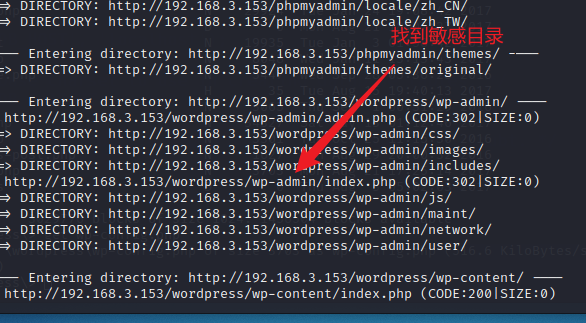 => DIRECTORY: http://192.168.3.153/phpmyadmin/locale/zh_CN/
=> DIRECTORY: http://192.168.3.153/phpmyadmin/locale/zh_TW/
找到敏感目录
—— Entering directory: http://192.168.3.153/phpmyadmin/themes/ ——
=> DIRECTORY: http://192.168.3.153/phpmyadmin/themes/original/
—— Entering directory: http://192.168.3.153/wordpress/wp-admin/ ——
http://192.168.3.153/wordpress/wp-admin/admin.php (CODE:302|SIZE:0)
=> DIRECTORY: http://192.168.3.153/wordpress/wp-admin/css/
=> DIRECTORY: http://192.168.3.153/wordpress/wp-admin/images/
=> DIRECTORY: http://192.168.3.153/wordpress/wp-admin/includes/
http://192.168.3.153/wordpress/wp-admin/index.php (CODE:302|SIZE:0)
=> DIRECTORY: http://192.168.3.153/wordpress/wp-admin/js/
=> DIRECTORY: http://192.168.3.153/wordpress/wp-admin/maint/
=> DIRECTORY: http://192.168.3.153/wordpress/wp-admin/network/
=> DIRECTORY: http://192.168.3.153/wordpress/wp-admin/user/
—— Entering directory: http://192.168.3.153/wordpress/wp-content/ ——
http://192.168.3.153/wordpress/wp-content/index.php (CODE:200|SIZE:0)